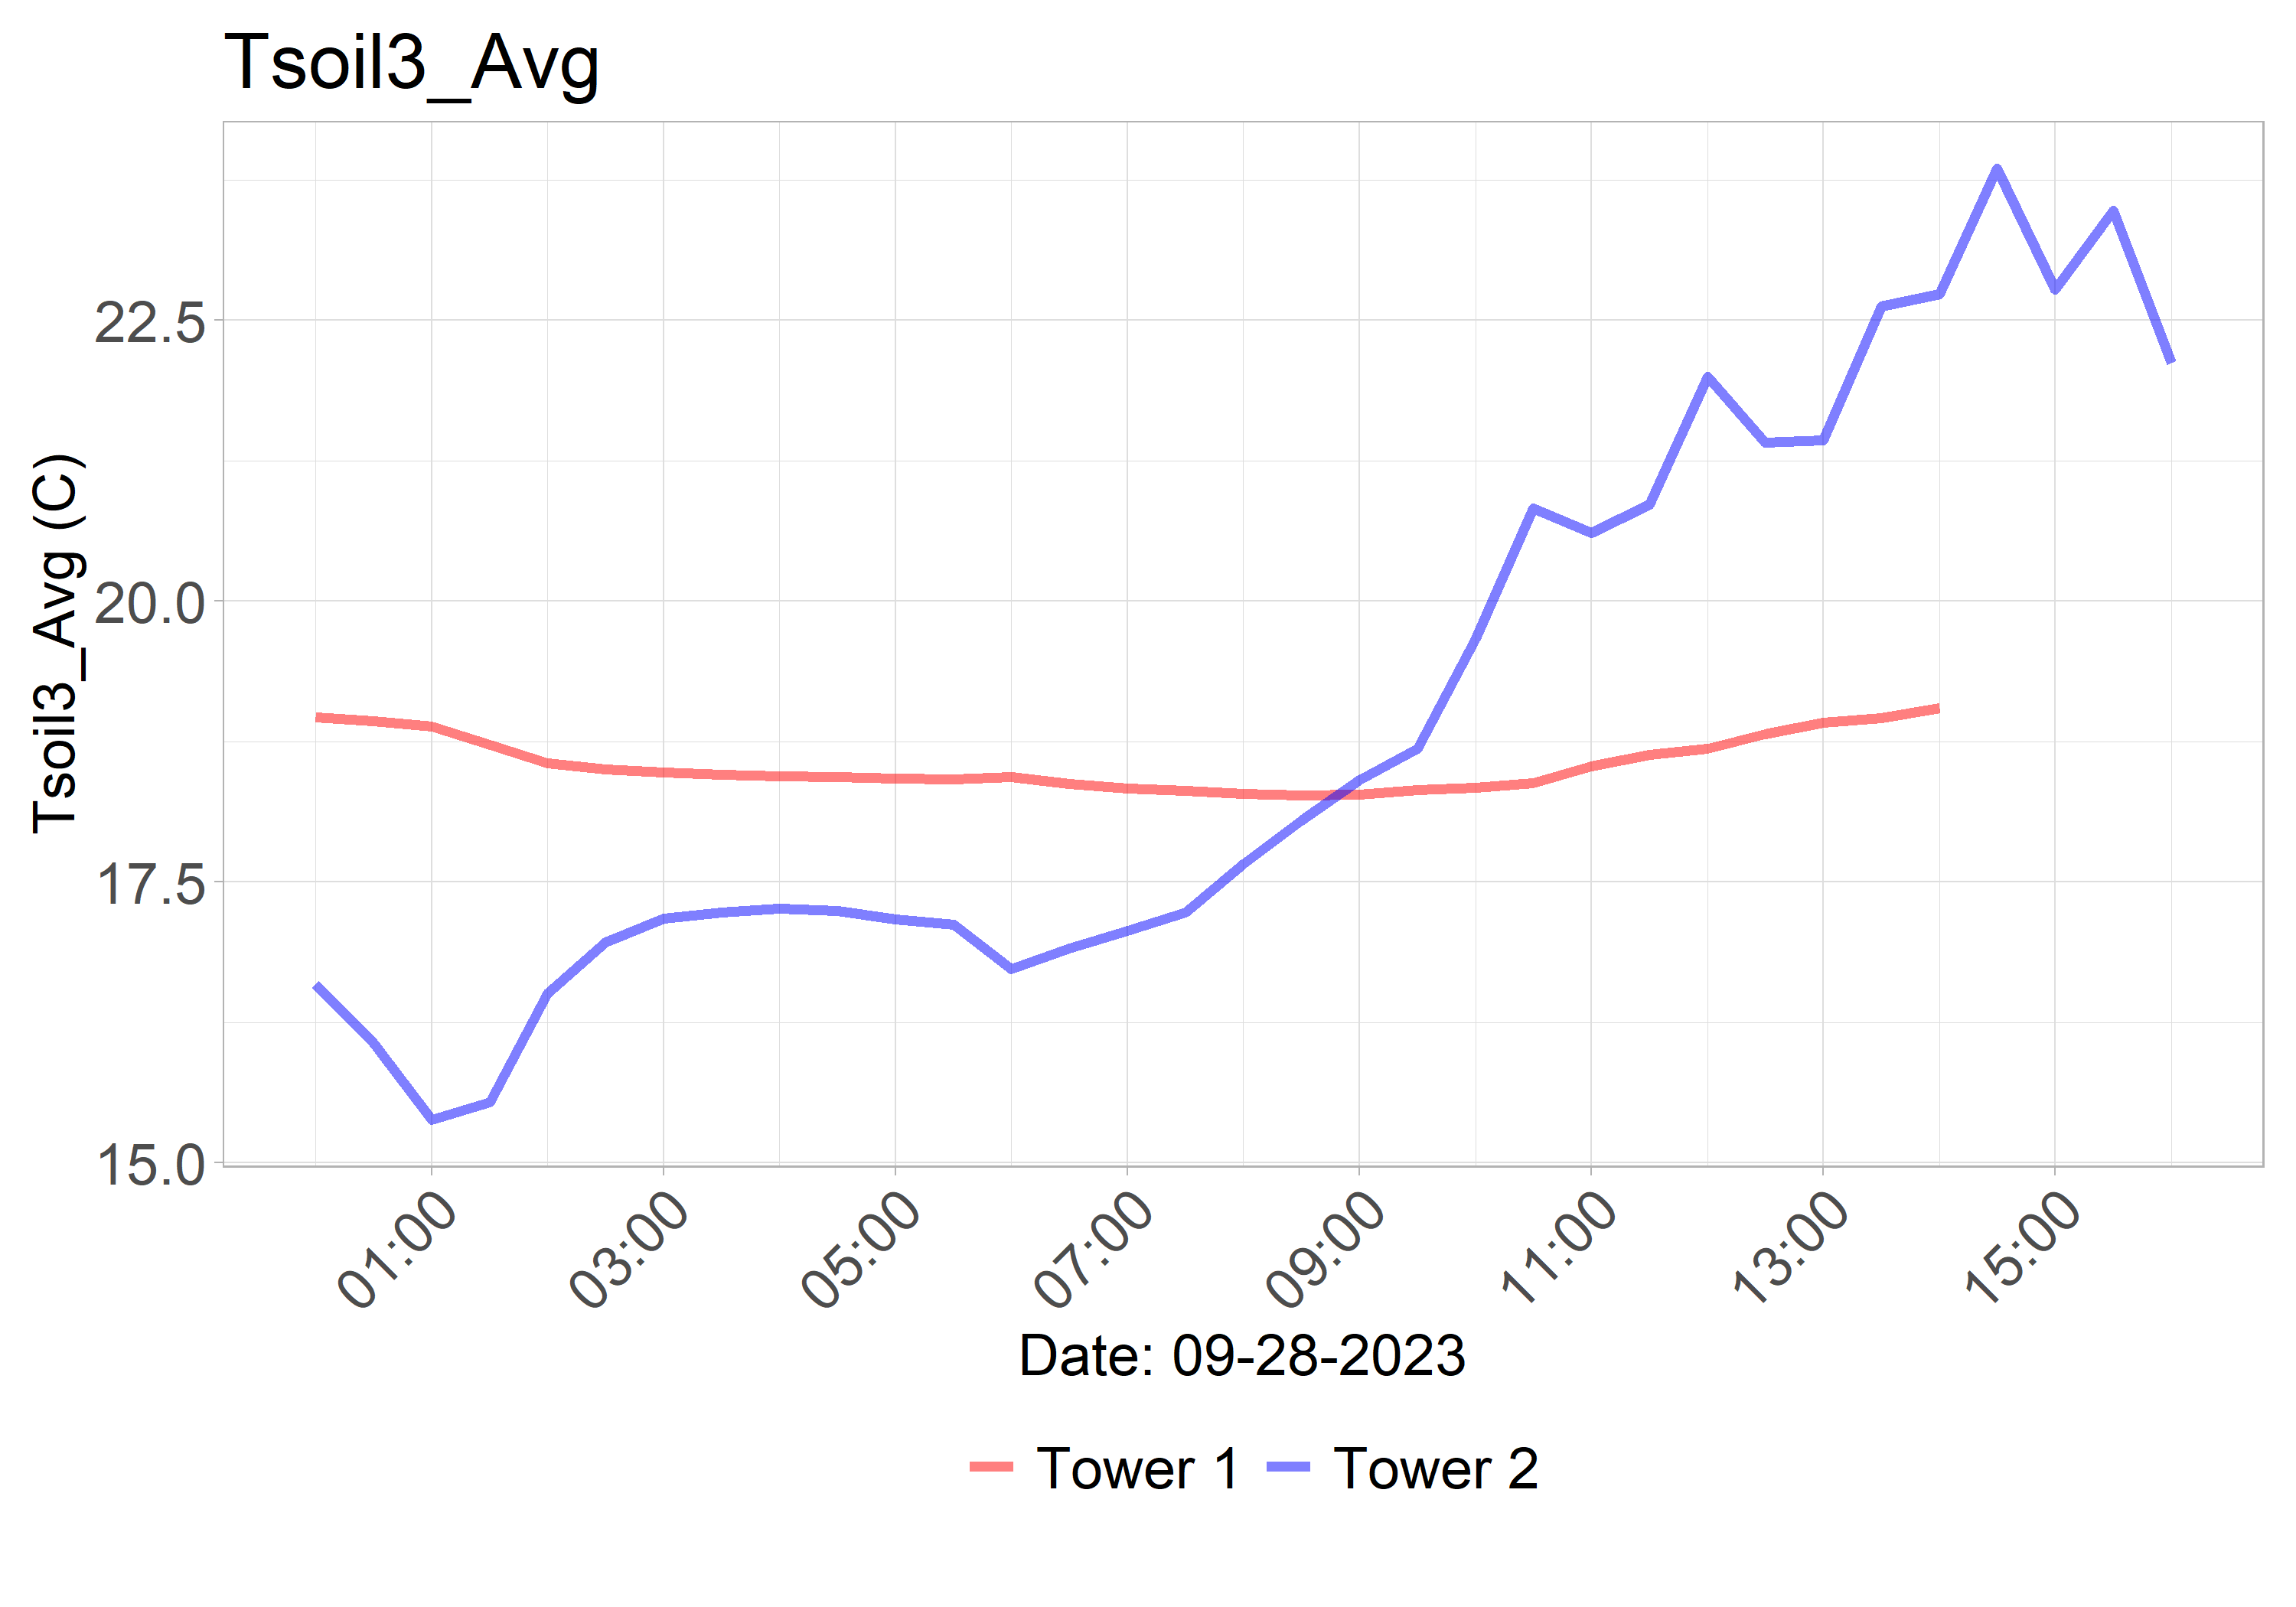 Tsoil3_Avg
Tsoil3_Avg (C)
22.5
20.0
17.5
15.0
01:00 03:00 05:00 07:00 09:00 11:00 13:00 15:00
Date: 09-28-2023
Tower 1 Tower 2